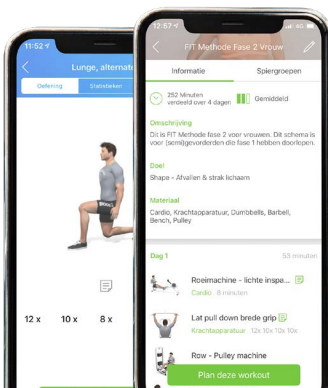 11:52
Lunge, alternat
Oefening
Statistieken
12 x
10 x
8 x
12:57
4G
FIT Methode Fase 2 Vrouw
Informatie
Spiergroepen
252 Minuten
verdeeld over 4 dagen
Gemiddeld
Omschrijving
Dit is FIT Methode fase 2 voor vrouwen. Dit schema is
voor (semi)gevorderden die fase 1 hebben doorlopen.
Doel
Shape - Afvallen & strak lichaam
Materiaal
Cardio, Krachtapparatuur, Dumbbells, Barbell,
Bench, Pulley
Dag 1
53 minuten
Roeimachine - lichte inspa...
Cardio 8 minuten
Lat pull down brede grip
Krachtapparatuur 12x 10x 10x 10x
Row - Pulley machine
Plan deze workout